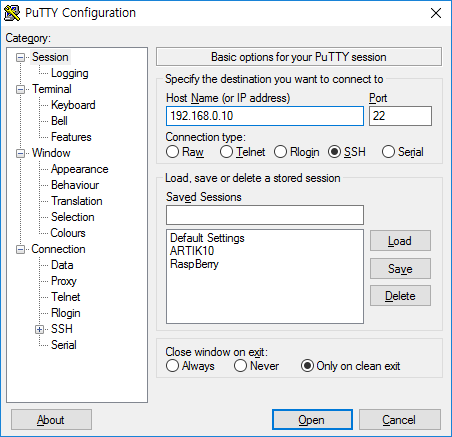 PuTTY Configuration
Category:
Session
Logging
Terminal
Keyboard
Bell
Features
Window
Appearance
Behaviour
Translation
Selection
Colours
Connection
Data
Proxy
Telnet
Rlogin
SSH
Serial
Basic options for your PuTTY session
Specify the destination you want to connect to
Host Name (or IP address) Port
192.168.0.10 22
Connection type:
Raw Telnet Rlogin SSH Serial
Load, save or delete a stored session
Saved Sessions
Default Settings
ARTIK10
RaspBerry
Load
Save
Delete
Close window on exit:
Always Never Only on clean exit
About Open Cancel